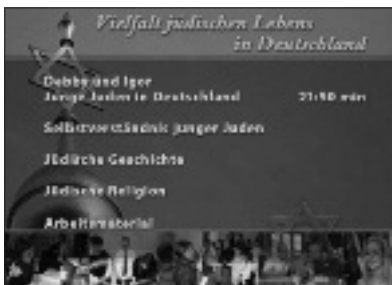 Vielfalt jüdischen Lebens
in Deutschland
Debby und Igor
Junge Juden in Deutschland 21:50 min
Selbstverständnis junger Juden
Jüdische Geschichte
Jüdische Religion
Arbeitsmaterial